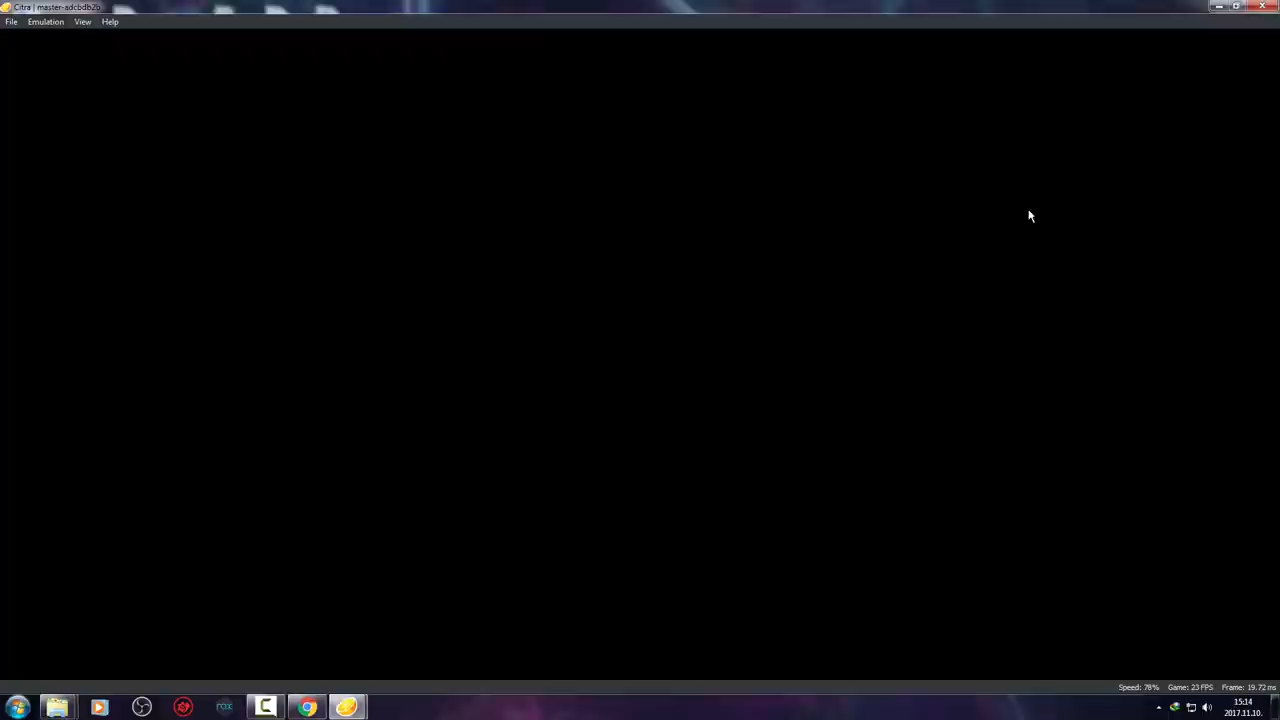 Citra | master-adcbdb2b
File Emulation View Help
Speed: 78% Game: 23 FPS Frame: 19.72 ms
nox
15:14
2017.11.10.